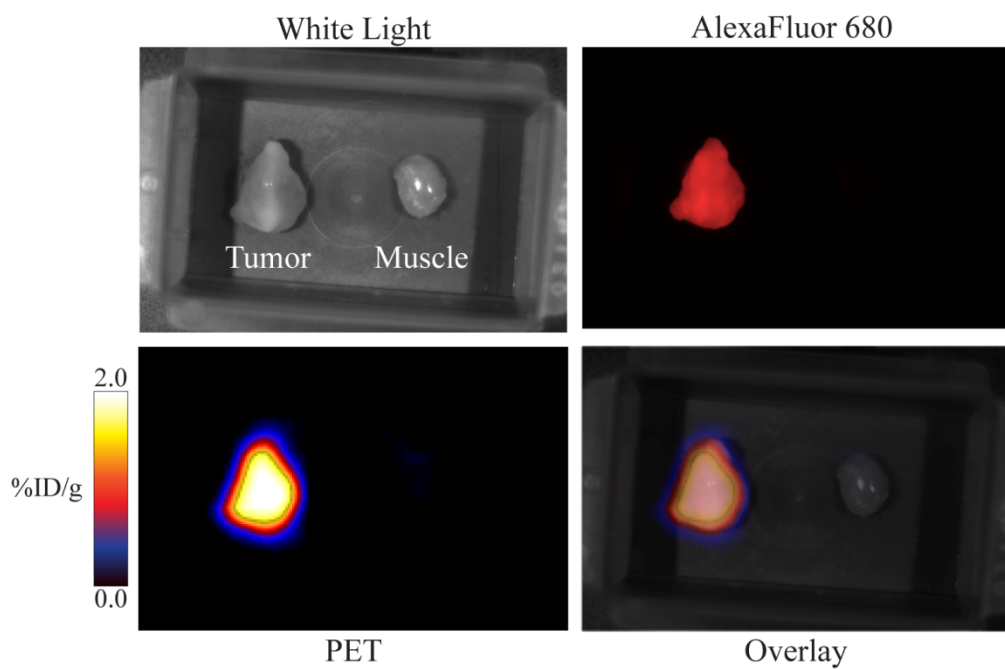 White Light
AlexaFluor 680
Tumor
Muscle
2.0
%ID/g
0.0
PET
Overlay